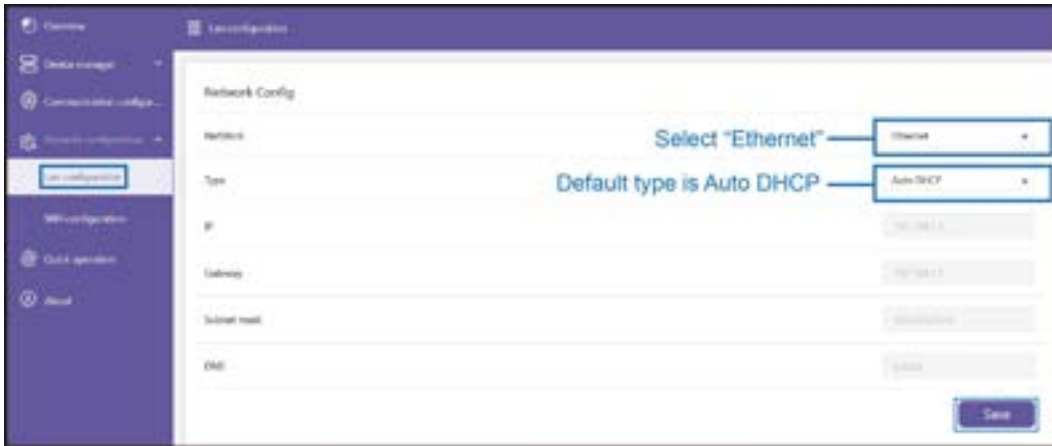 Overview
Lan configuration
Device manager
Communication configur...
Network configuration
Lan configuration
WiFi configuration
Quick operation
About
Network Config
Network
Select "Ethernet"
Ethernet
Type
Default type is Auto DHCP
Auto DHCP
IP
Gateway
Subnet mask
DNS
Save